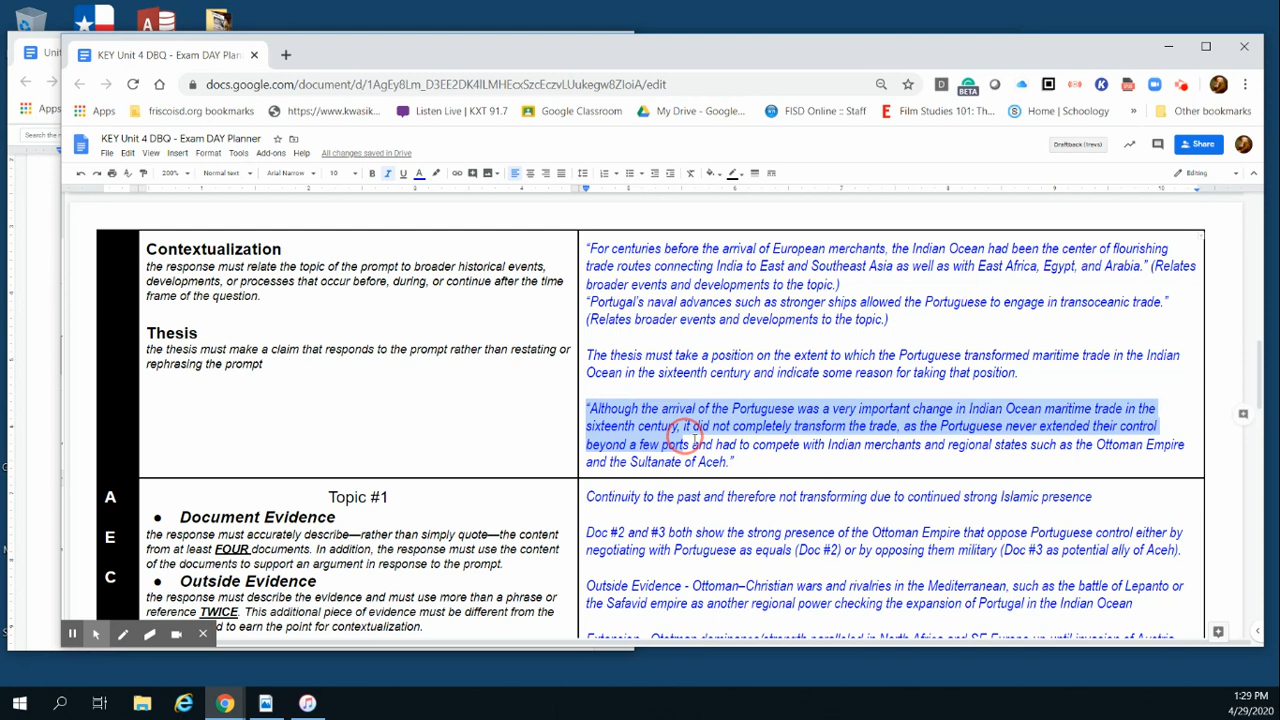 Unit
KEY Unit 4 DBQ - Exam DAY Plan
docs.google.com/document/d/1AgEy8Lm_D3EF2DK4lLMHEcxSzcEczvLUukegw8ZIoiA/edit
BETA
Apps
Apps
friscoisd.org bookmarks
https://www.kwasik...
Listen Live | KXT 91.7
Google Classroom
My Drive - Google...
FISD Online :: Staff
Film Studies 101: Th...
Home | Schoology
»
Other bookmarks
Search the m
KEY Unit 4 DBQ - Exam DAY Planner
File Edit View Insert Format Tools Add-ons Help
All changes saved in Drive
Share
200% Normal text Arial Narrow 10
Editing
Contextualization
the response must relate the topic of the prompt to broader historical events,
developments, or processes that occur before, during, or continue after the time
frame of the question.
Thesis
the thesis must make a claim that responds to the prompt rather than restating or
rephrasing the prompt
“For centuries before the arrival of European merchants, the Indian Ocean had been the center of flourishing
trade routes connecting India to East and Southeast Asia as well as with East Africa, Egypt, and Arabia.” (Relates
broader events and developments to the topic.)
“Portugal’s naval advances such as stronger ships allowed the Portuguese to engage in transoceanic trade.”
(Relates broader events and developments to the topic.)
The thesis must take a position on the extent to which the Portuguese transformed maritime trade in the Indian
Ocean in the sixteenth century and indicate some reason for taking that position.
“Although the arrival of the Portuguese was a very important change in Indian Ocean maritime trade in the
sixteenth century, it did not completely transform the trade, as the Portuguese never extended their control
beyond a few ports and had to compete with Indian merchants and regional states such as the Ottoman Empire
and the Sultanate of Aceh.”
A
E
C
Topic #1
● Document Evidence
the response must accurately describe—rather than simply quote—the content
from at least FOUR documents. In addition, the response must use the content
of the documents to support an argument in response to the prompt.
● Outside Evidence
the response must describe the evidence and must use more than a phrase or
reference TWICE. This additional piece of evidence must be different from the
d to earn the point for contextualization.
Continuity to the past and therefore not transforming due to continued strong Islamic presence
Doc #2 and #3 both show the strong presence of the Ottoman Empire that oppose Portuguese control either by
negotiating with Portuguese as equals (Doc #2) or by opposing them military (Doc #3 as potential ally of Aceh).
Outside Evidence - Ottoman–Christian wars and rivalries in the Mediterranean, such as the battle of Lepanto or
the Safavid empire as another regional power checking the expansion of Portugal in the Indian Ocean
1:29 PM
4/29/2020